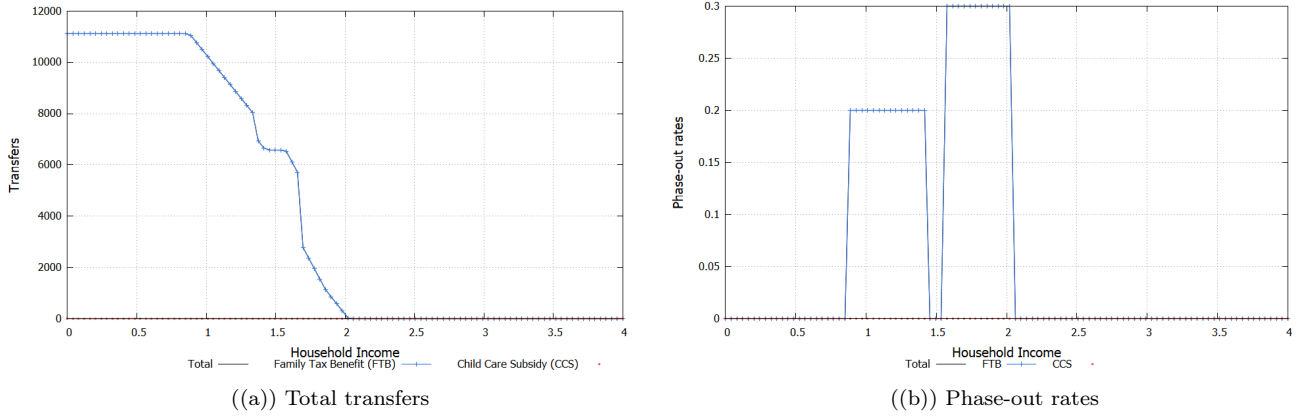 12000
10000
8000
6000
4000
2000
0
Transfers
0 0.5 1 1.5 2 2.5 3 3.5 4
Household Income
Total Family Tax Benefit (FTB) Child Care Subsidy (CCS)
((a)) Total transfers
0.3
0.25
0.2
0.15
0.1
0.05
0
Phase-out rates
0 0.5 1 1.5 2 2.5 3 3.5 4
Household Income
Total FTB CCS
((b)) Phase-out rates